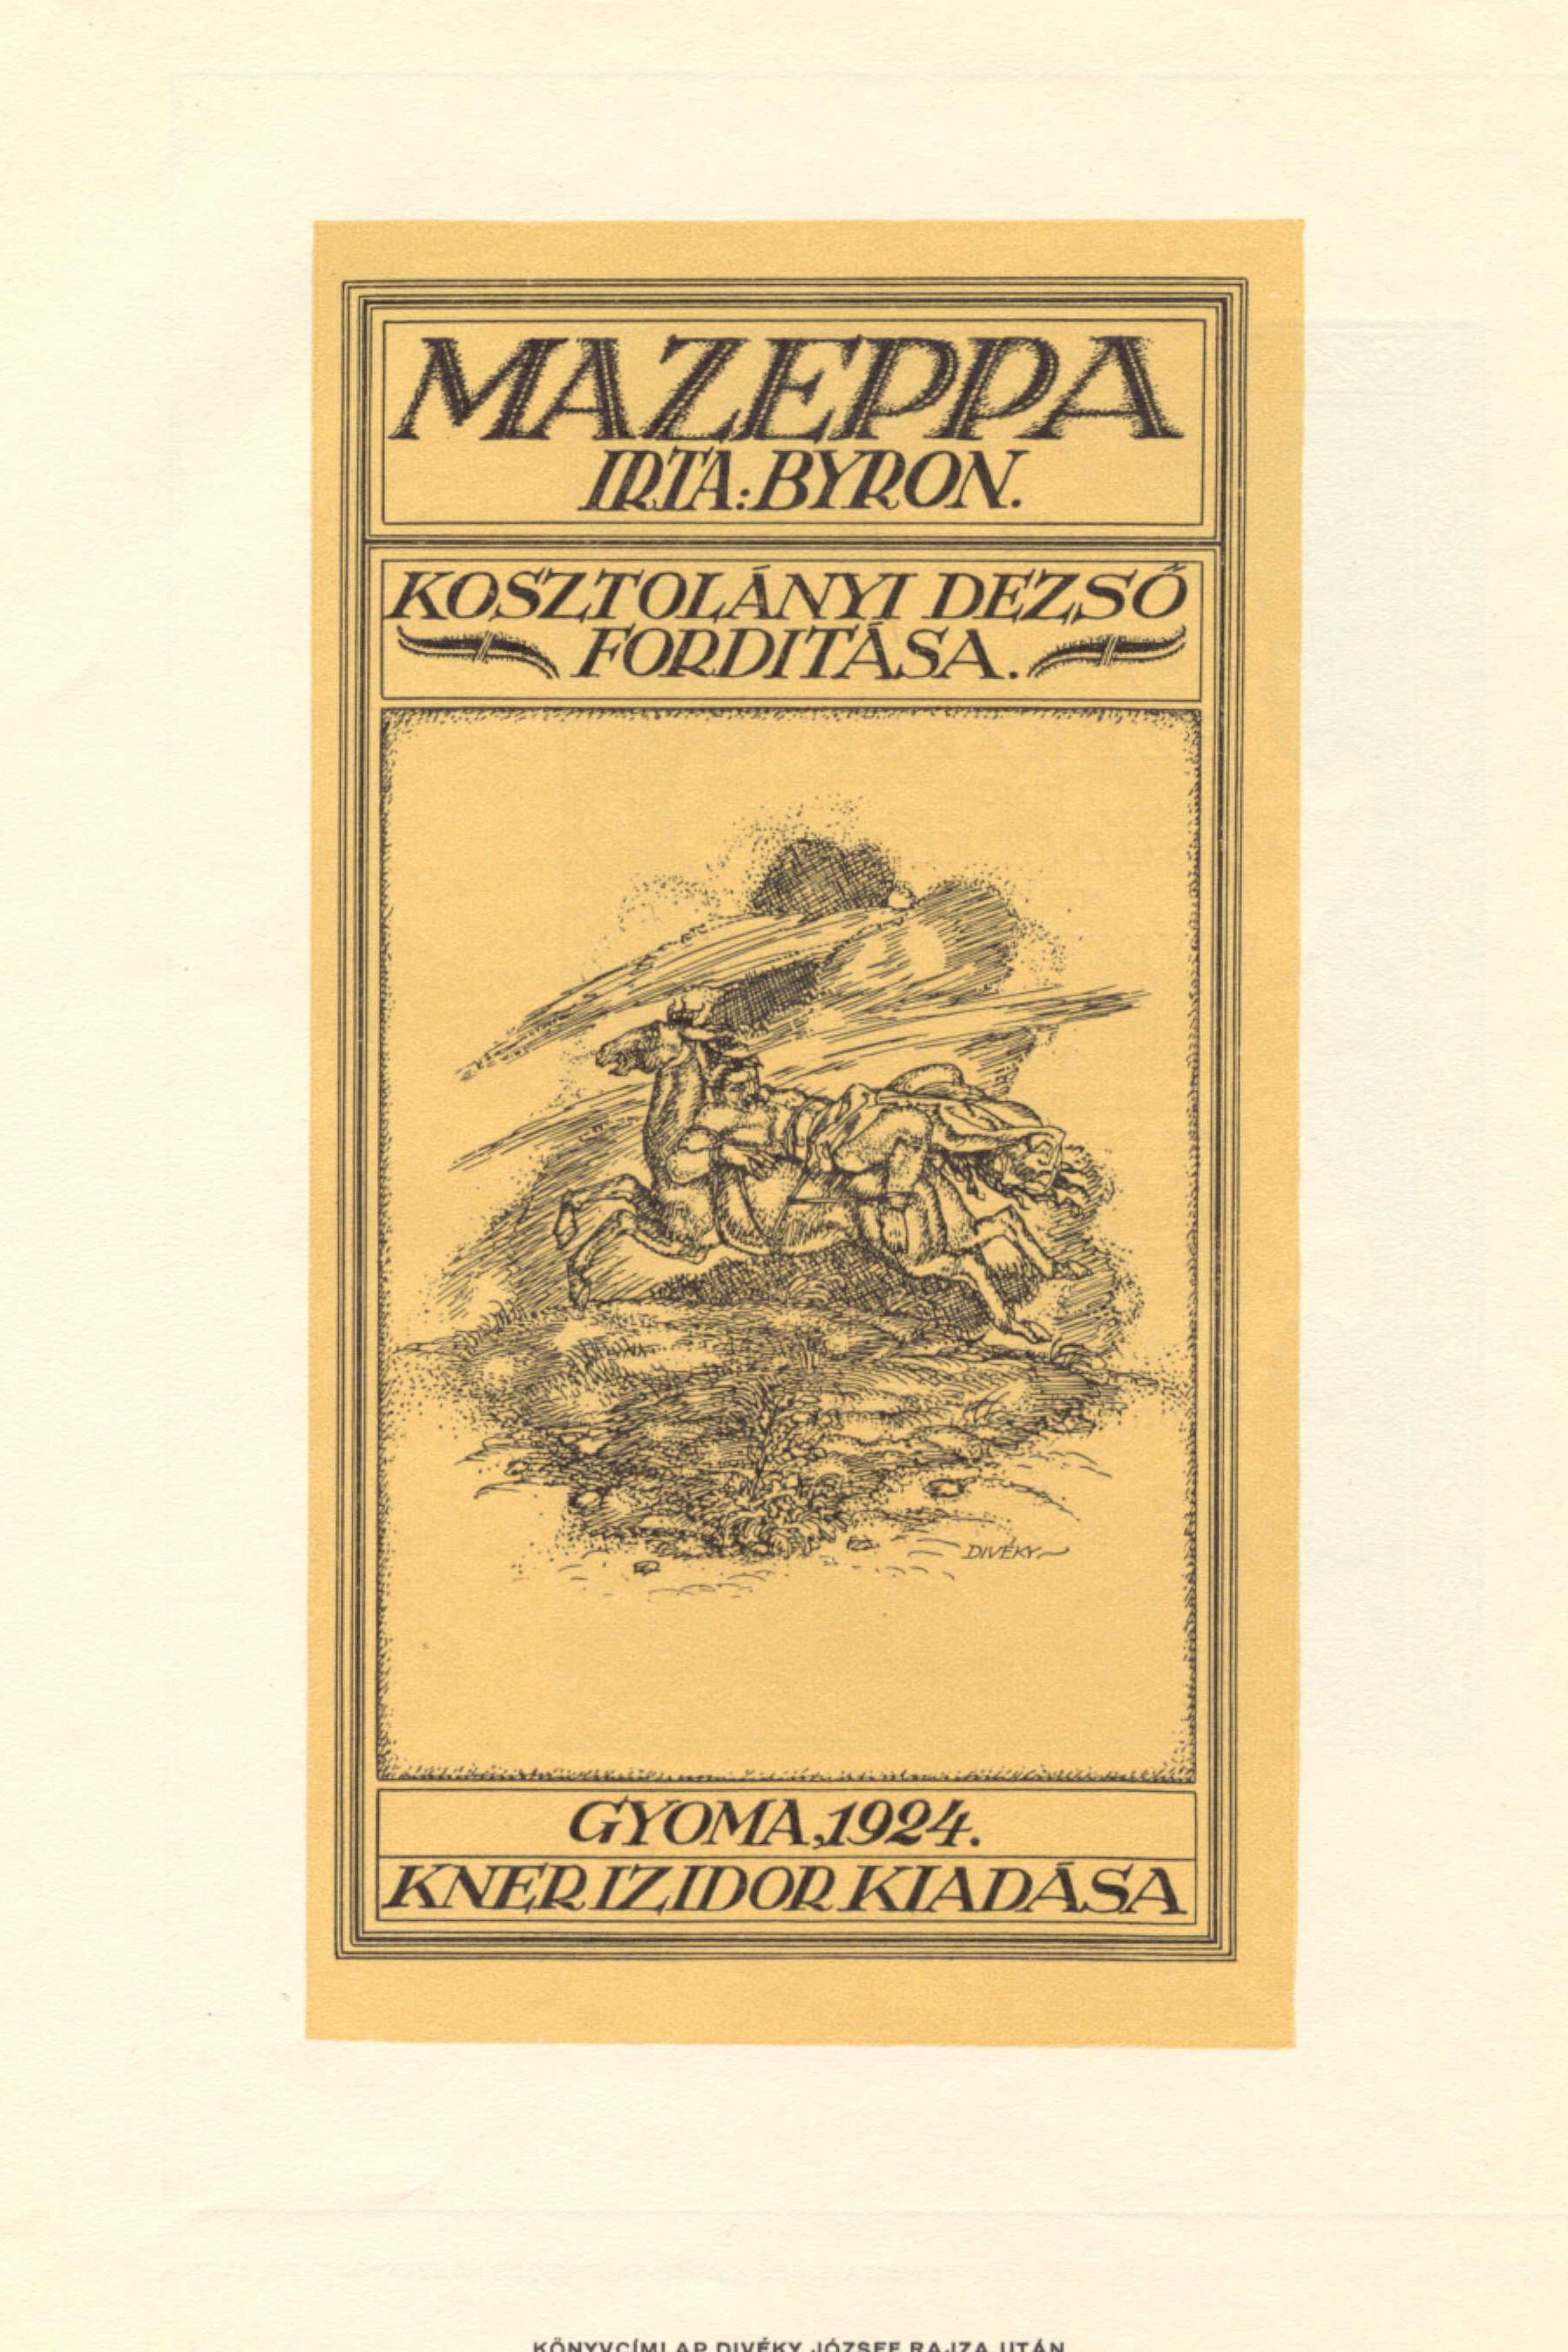 MAZEPPA
IRTA: BYRON.
KOSZTOLÁNYI DEZSŐ
FORDITÁSA.
DIVÉKY
GYOMA, 1924.
KNER IZIDOR KIADÁSA
KÖNYVCÍMLAP DIVÉKY JÓZSEF RAJZA UTÁN